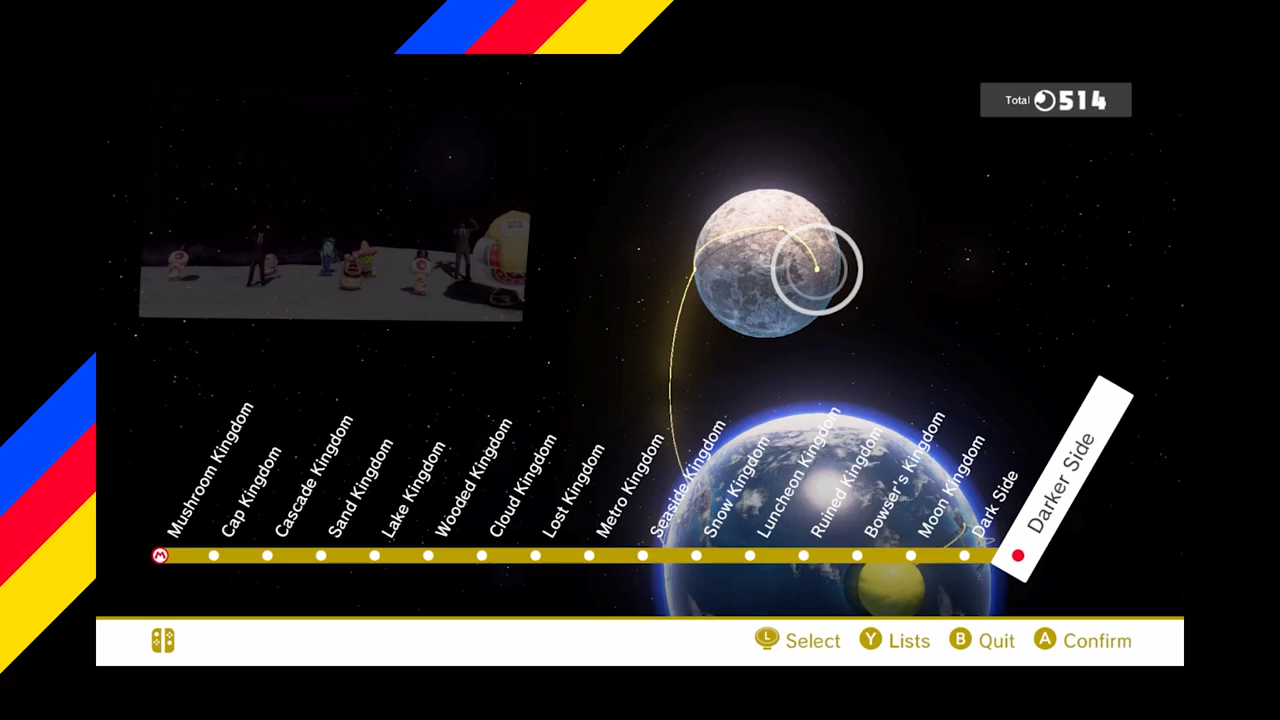 Total 514
Mushroom Kingdom
Cap Kingdom
Cascade Kingdom
Sand Kingdom
Lake Kingdom
Wooded Kingdom
Cloud Kingdom
Lost Kingdom
Metro Kingdom
Seaside Kingdom
Snow Kingdom
Luncheon Kingdom
Ruined Kingdom
Bowser's Kingdom
Moon Kingdom
Dark Side
Darker Side
M
L Select Y Lists B Quit A Confirm